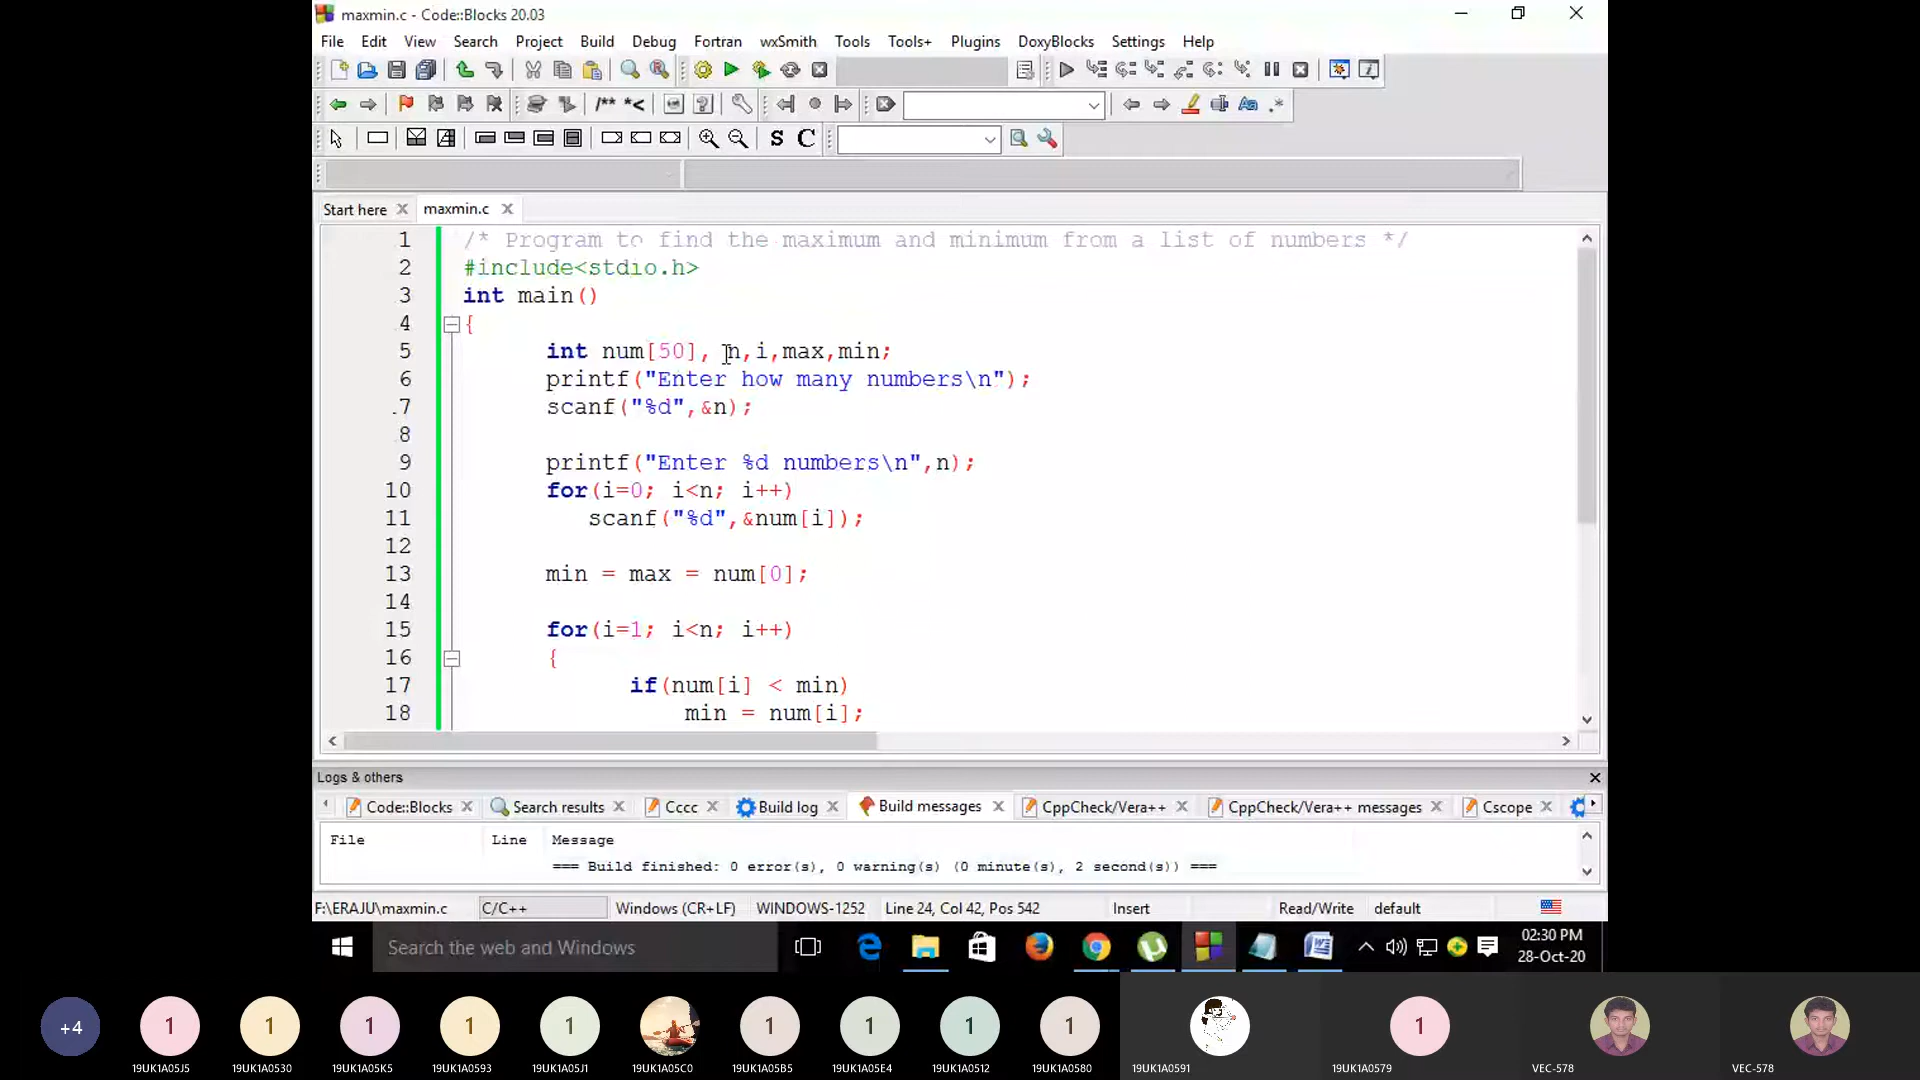 maxmin.c - Code::Blocks 20.03
File Edit View Search Project Build Debug Fortran wxSmith Tools Tools+ Plugins DoxyBlocks Settings Help
/** *<
S C
Start here maxmin.c
1 /* Program to find the maximum and minimum from a list of numbers */
2 #include<stdio.h>
3 int main()
4 {
5 int num[50], n,i,max,min;
6 printf("Enter how many numbers\n");
7 scanf("%d",&n);
8
9 printf("Enter %d numbers\n",n);
10 for(i=0; i<n; i++)
11 scanf("%d",&num[i]);
12
13 min = max = num[0];
14
15 for(i=1; i<n; i++)
16 {
17 if(num[i] < min)
18 min = num[i];
Logs & others
Code::Blocks Search results Cccc Build log Build messages CppCheck/Vera++ CppCheck/Vera++ messages Cscope
File Line Message
=== Build finished: 0 error(s), 0 warning(s) (0 minute(s), 2 second(s)) ===
F:\ERAJU\maxmin.c C/C++ Windows (CR+LF) WINDOWS-1252 Line 24, Col 42, Pos 542 Insert Read/Write default
Search the web and Windows
02:30 PM
28-Oct-20
+4 1 1 1 1 1 1 1 1 1 1
19UK1A05J5 19UK1A0530 19UK1A05K5 19UK1A0593 19UK1A05J1 19UK1A05C0 19UK1A05B5 19UK1A05E4 19UK1A0512 19UK1A0580 19UK1A0591 19UK1A0579 VEC-578 VEC-578